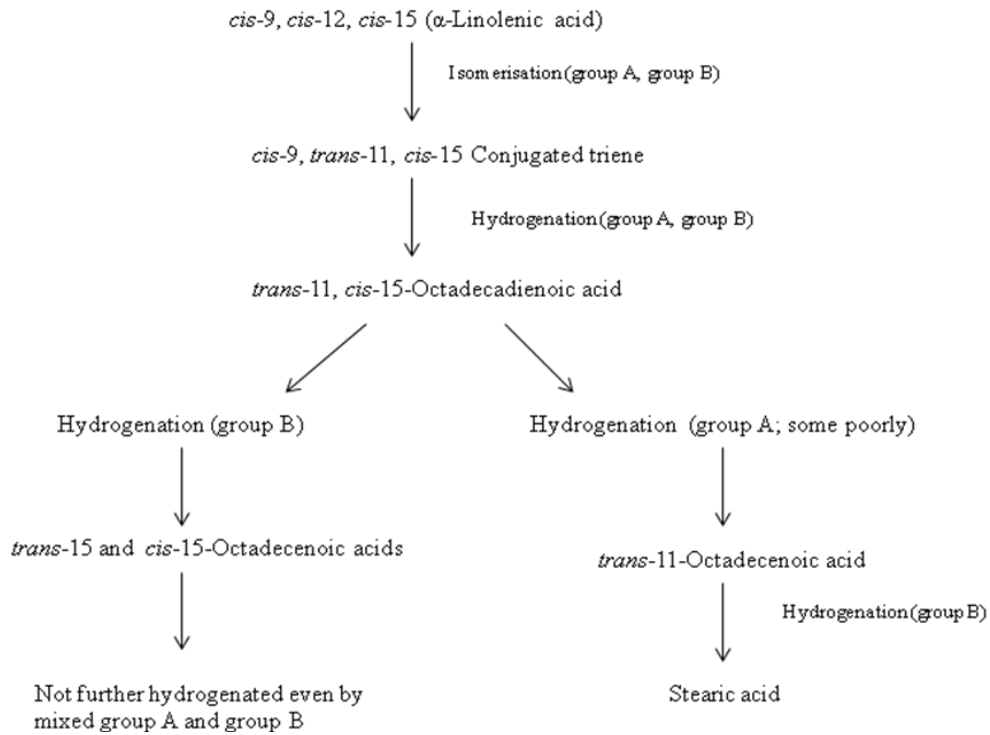 cis-9, cis-12, cis-15 (α-Linolenic acid)
Isomerisation(group A, group B)
cis-9, trans-11, cis-15 Conjugated triene
Hydrogenation(group A, group B)
trans-11, cis-15-Octadecadienoic acid
Hydrogenation (group B)
Hydrogenation (group A; some poorly)
trans-15 and cis-15-Octadecenoic acids
trans-11-Octadecenoic acid
Hydrogenation(group B)
Not further hydrogenated even by
mixed group A and group B
Stearic acid